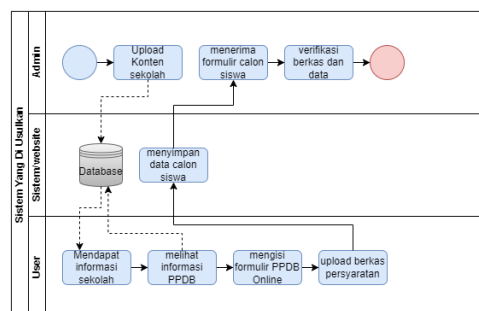 Sistem Yang Di Usulkan
Admin
Upload
Konten
sekolah
menerima
formulir calon
siswa
verifikasi
berkas dan
data
Sistem/website
Database
menyimpan
data calon
siswa
User
Mendapat
informasi
sekolah
melihat
informasi
PPDB
mengisi
formulir PPDB
Online
upload berkas
persyaratan